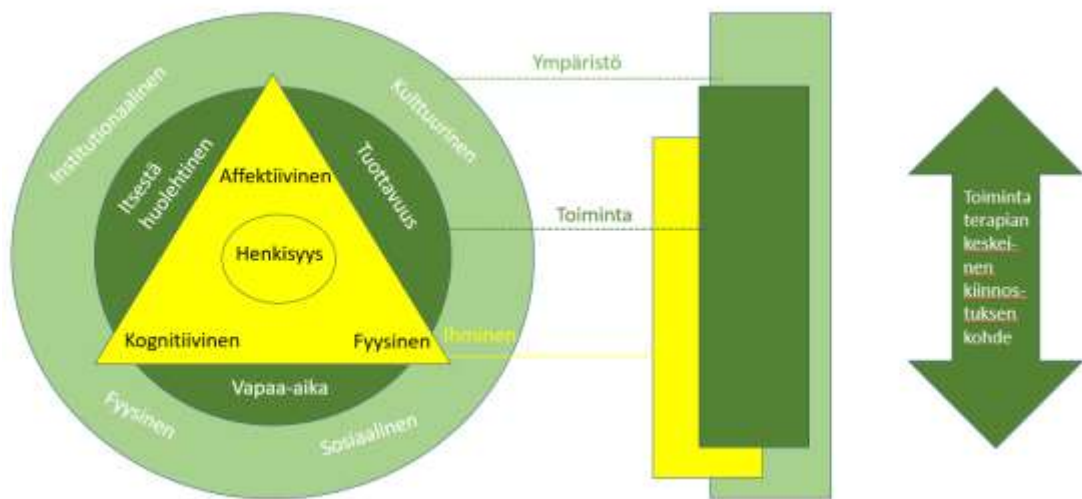 Ympäristö
Institutionaalinen
Kulttuurinen
Itsestä
huolehtinen
Tuottavuus
Affektiivinen
Toiminta
Henkisyys
Ihminen
Kognitiivinen
Fyysinen
Vapaa-aika
Fyysinen
Sosiaalinen
Toiminta
terapian
keskei-
nen
kiinnos-
tuksen
kohde